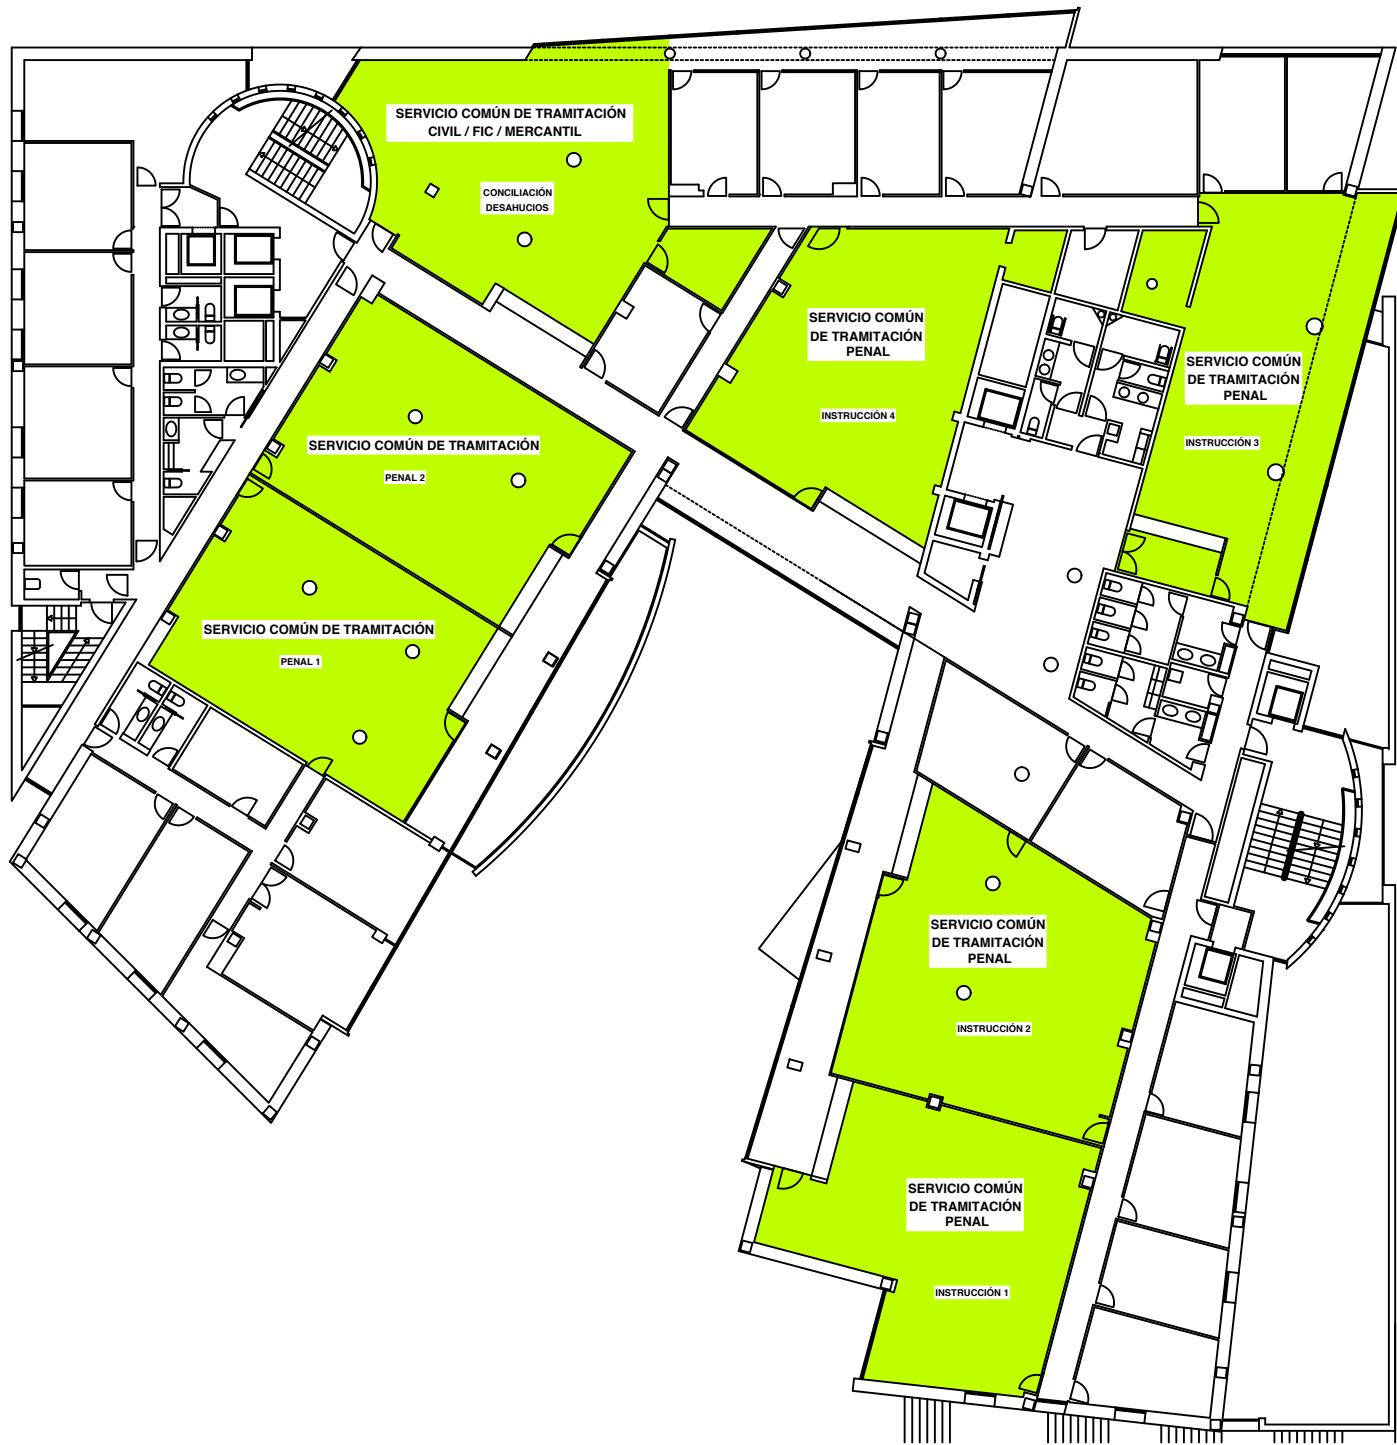 SERVICIO COMÚN DE TRAMITACIÓN
CIVIL / FIC / MERCANTIL
CONCILIACIÓN
DESAHUCIOS
SERVICIO COMÚN
DE TRAMITACIÓN
PENAL
INSTRUCCIÓN 4
SERVICIO COMÚN
DE TRAMITACIÓN
PENAL
INSTRUCCIÓN 3
SERVICIO COMÚN DE TRAMITACIÓN
PENAL 2
SERVICIO COMÚN DE TRAMITACIÓN
PENAL 1
SERVICIO COMÚN
DE TRAMITACIÓN
PENAL
INSTRUCCIÓN 2
SERVICIO COMÚN
DE TRAMITACIÓN
PENAL
INSTRUCCIÓN 1